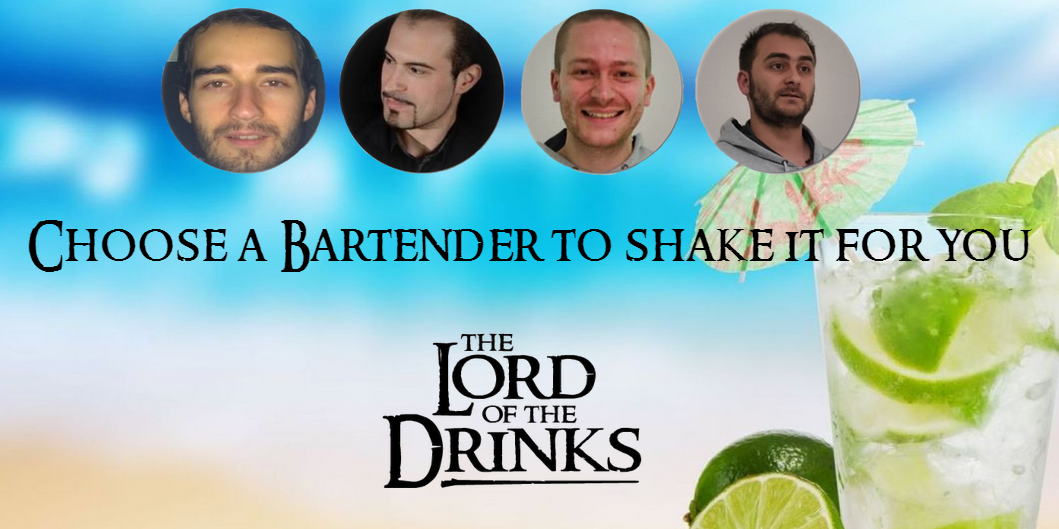 Choose a Bartender to shake it for you
THE
LORD
OF THE
DRINKS